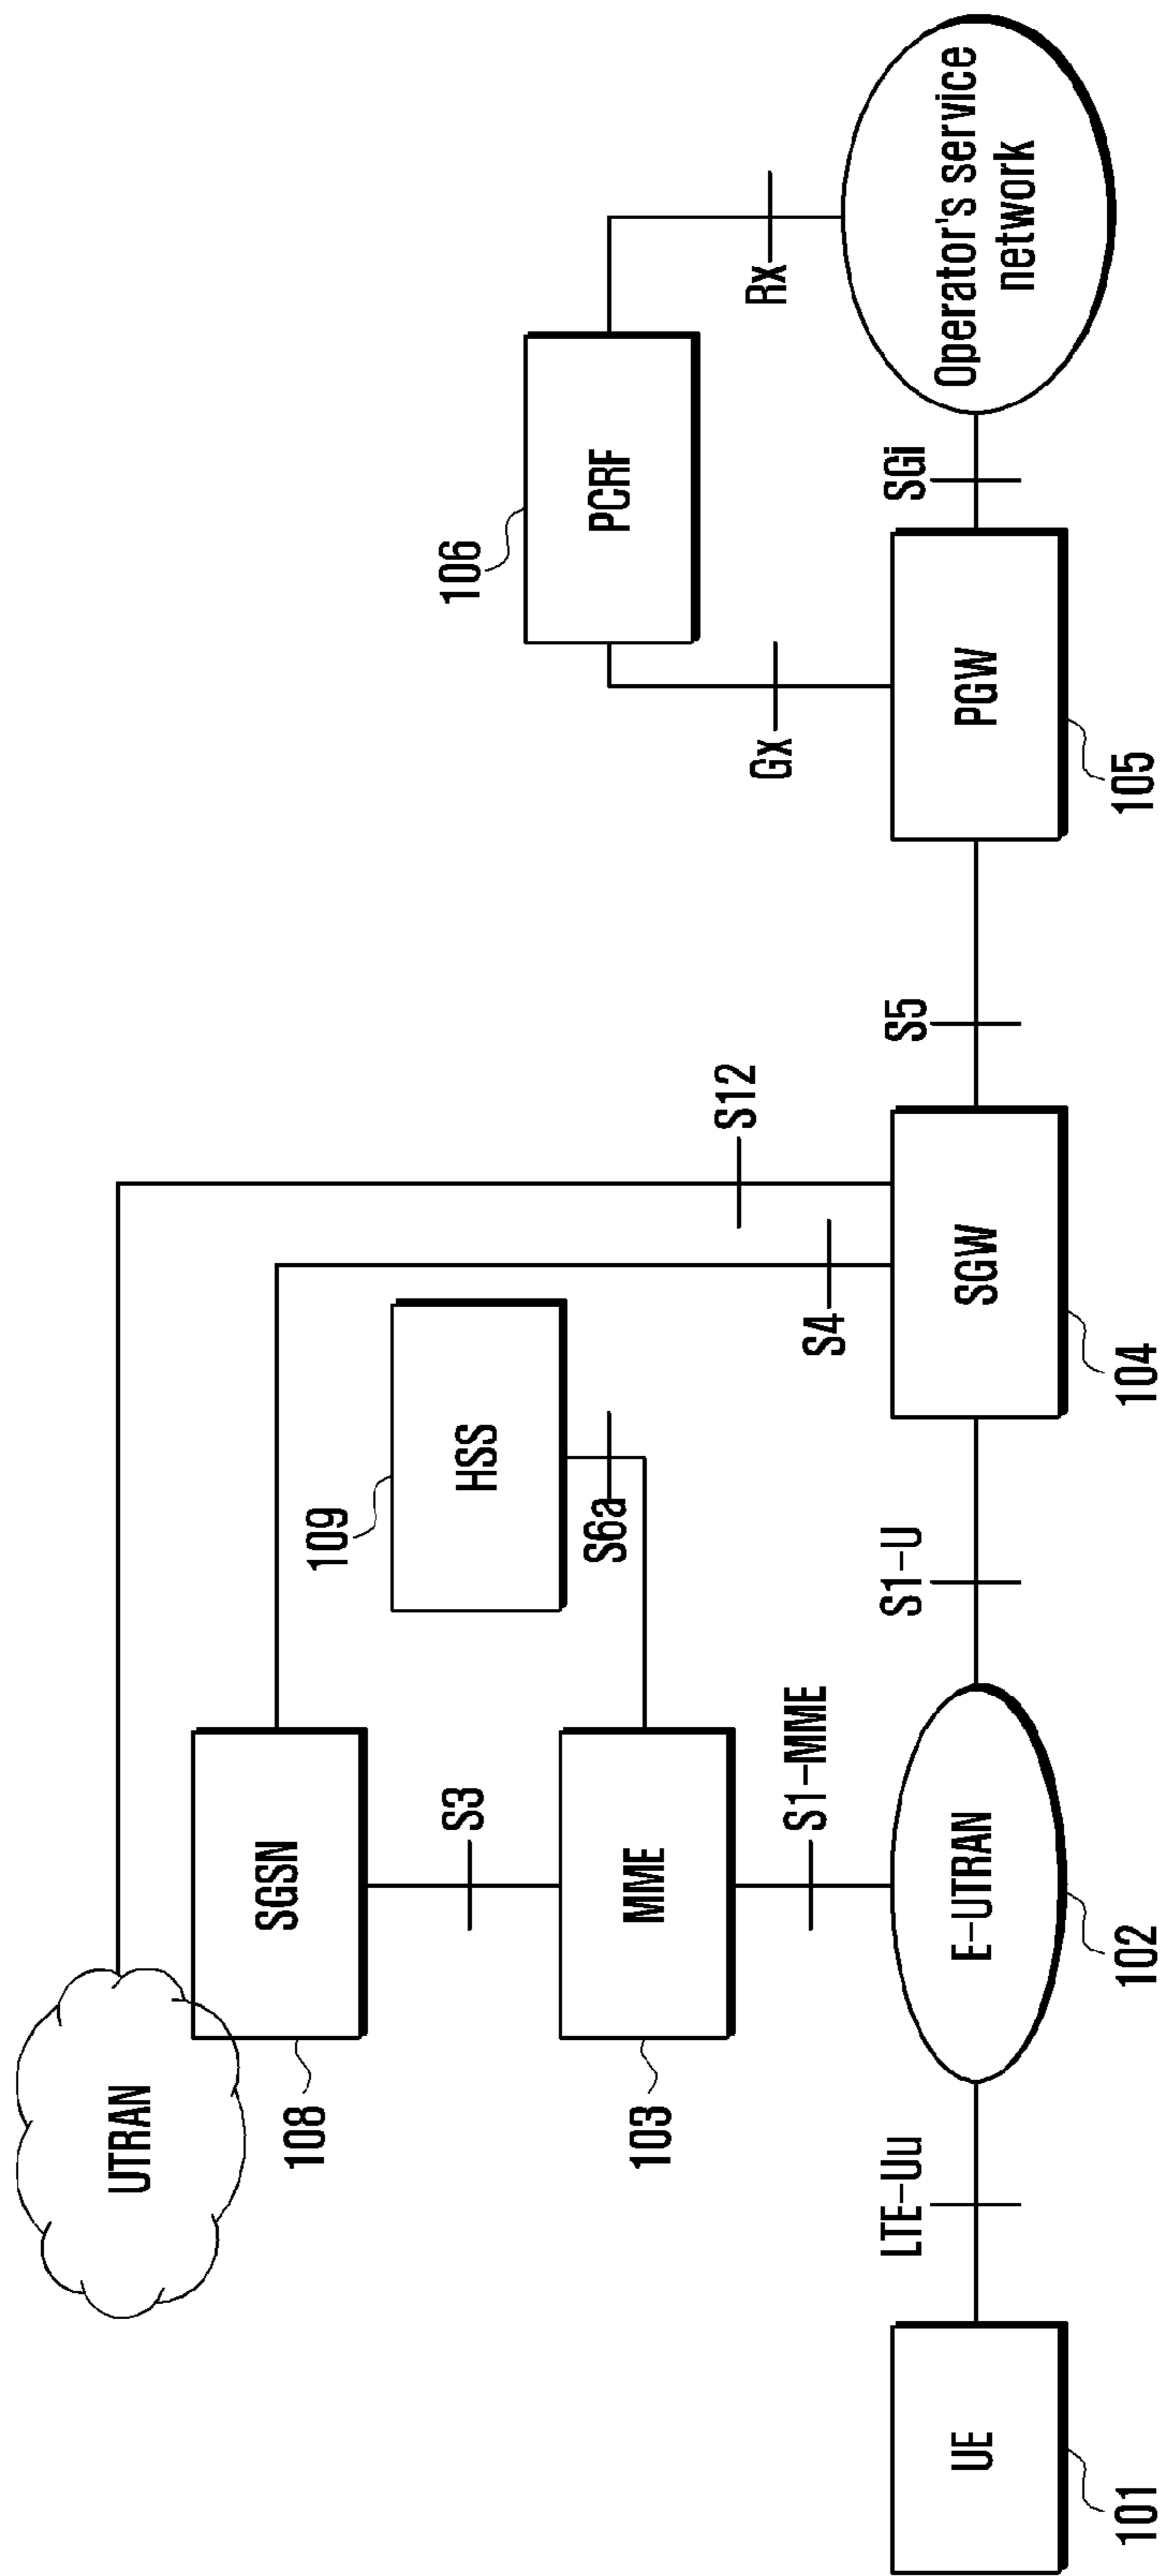 UTRAN
SGSN
108
109
HSS
S3
S6a
S12
S4
106
PCRF
Rx
Gx
MME
103
S1-MME
LTE-Uu
S1-U
S5
SGi
UE
101
E-UTRAN
102
SGW
104
PGW
105
Operator's service
network